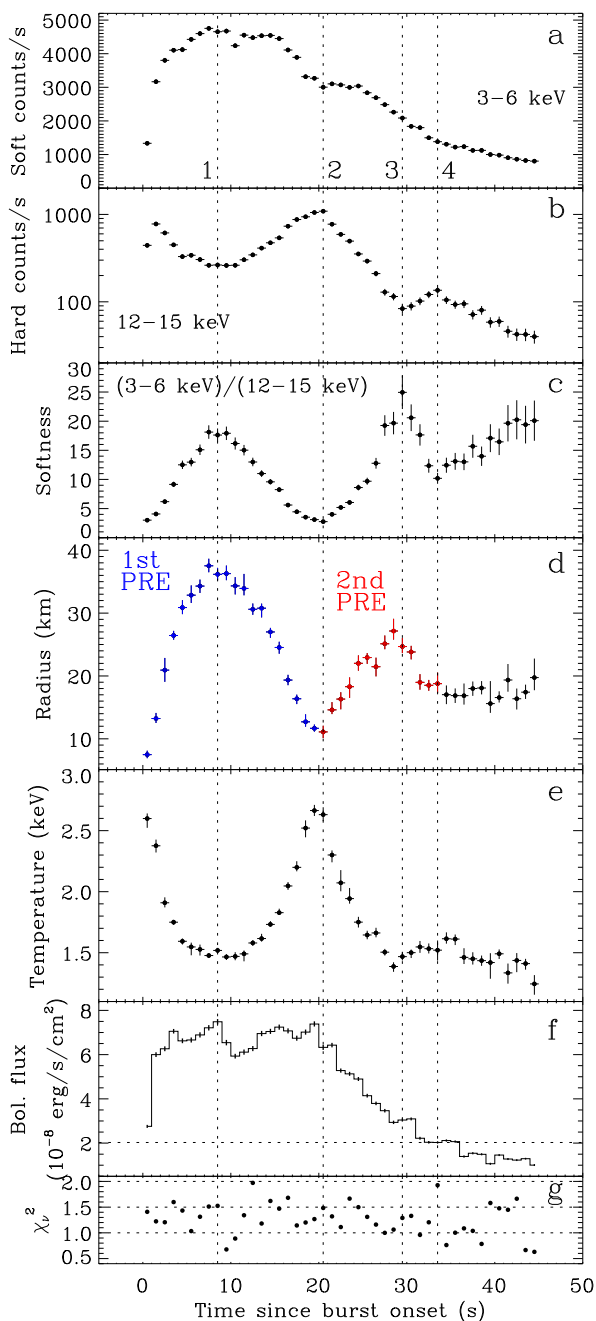 5000
4000
3000
2000
1000
0
Soft counts/s
a
3-6 keV
1
2
3
4
1000
100
Hard counts/s
b
12-15 keV
30
25
20
15
10
5
0
Softness
(3-6 keV)/(12-15 keV)
c
40
30
20
10
Radius (km)
1st
PRE
2nd
PRE
d
3.0
2.5
2.0
1.5
Temperature (keV)
e
8
6
4
2
Bol. flux
(10⁻⁸ erg/s/cm²)
f
2.0
1.5
1.0
0.5
χᵥ²
g
0
10
20
30
40
50
Time since burst onset (s)